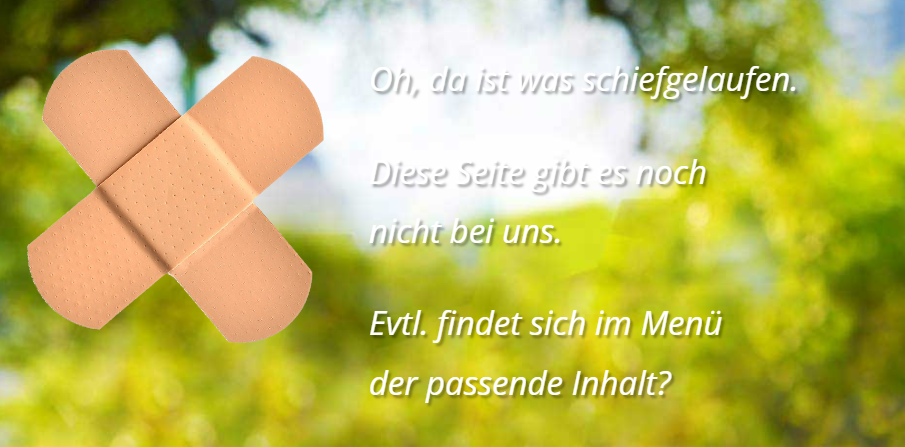 Oh, da ist was schiefgelaufen.
Diese Seite gibt es noch
nicht bei uns.
Evtl. findet sich im Menü
der passende Inhalt?